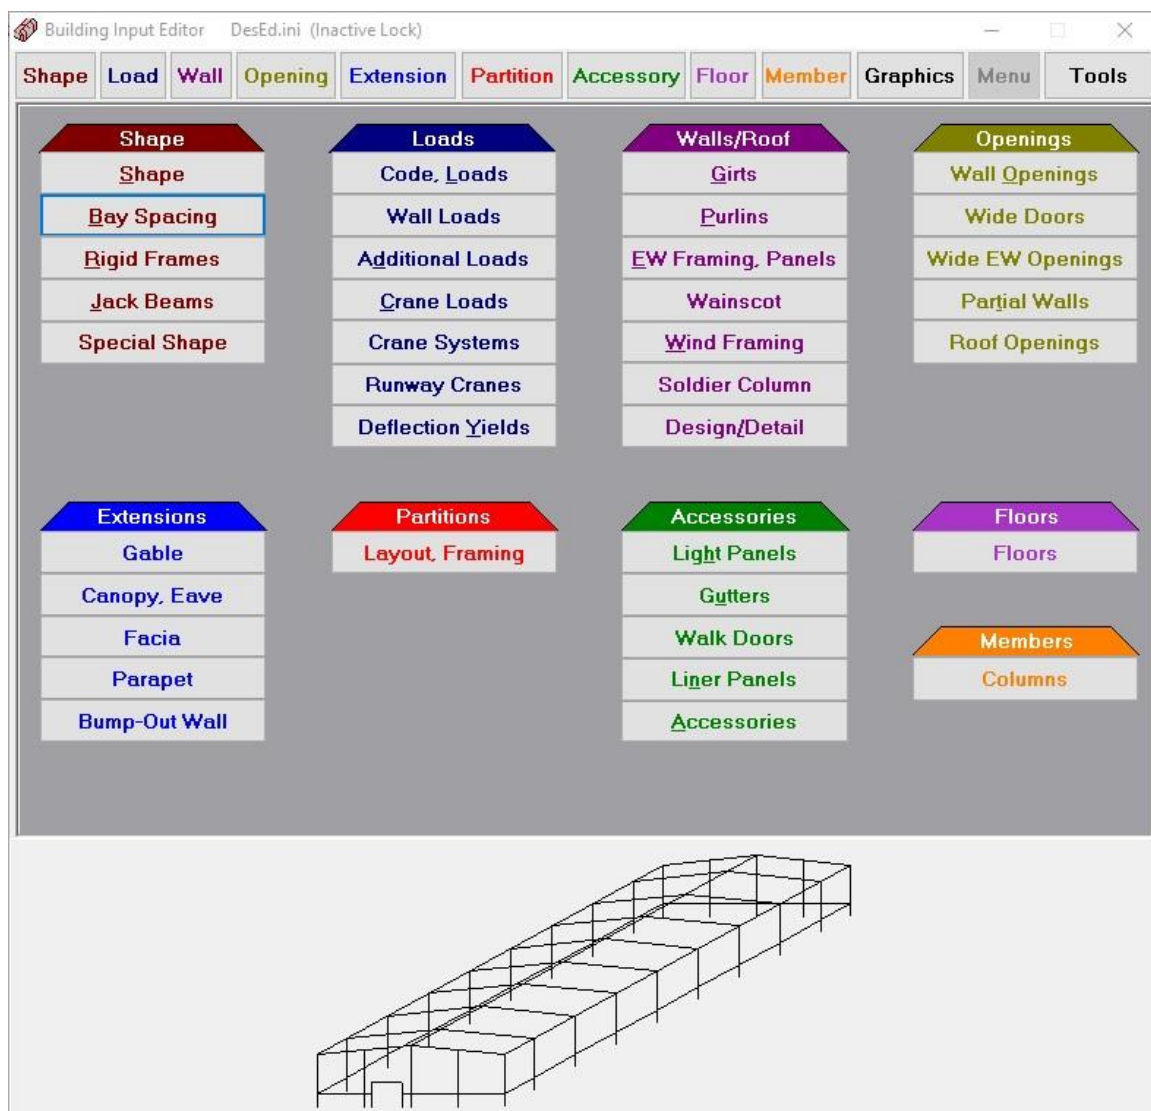 Building Input Editor DesEd.ini (Inactive Lock)
Shape Load Wall Opening Extension Partition Accessory Floor Member Graphics Menu Tools
Shape
Shape
Bay Spacing
Rigid Frames
Jack Beams
Special Shape
Loads
Code, Loads
Wall Loads
Additional Loads
Crane Loads
Crane Systems
Runway Cranes
Deflection Yields
Walls/Roof
Girts
Purlins
EW Framing, Panels
Wainscot
Wind Framing
Soldier Column
Design/Detail
Openings
Wall Openings
Wide Doors
Wide EW Openings
Partial Walls
Roof Openings
Extensions
Gable
Canopy, Eave
Facia
Parapet
Bump-Out Wall
Partitions
Layout, Framing
Accessories
Light Panels
Gutters
Walk Doors
Liner Panels
Accessories
Floors
Floors
Members
Columns